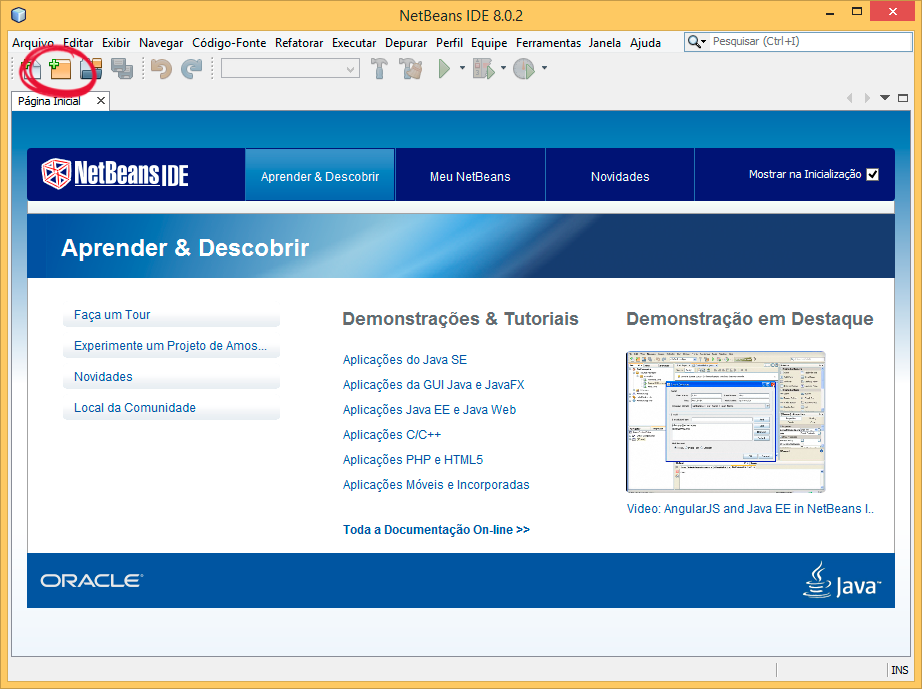 NetBeans IDE 8.0.2
Arquivo Editar Exibir Navegar Código-Fonte Refatorar Executar Depurar Perfil Equipe Ferramentas Janela Ajuda Pesquisar (Ctrl+I)
Página Inicial
NetBeans IDE Aprender & Descobrir Meu NetBeans Novidades Mostrar na Inicialização
Aprender & Descobrir
Faça um Tour
Experimente um Projeto de Amos...
Novidades
Local da Comunidade
Demonstrações & Tutoriais
Aplicações do Java SE
Aplicações da GUI Java e JavaFX
Aplicações Java EE e Java Web
Aplicações C/C++
Aplicações PHP e HTML5
Aplicações Móveis e Incorporadas
Toda a Documentação On-line >>
Demonstração em Destaque
Video: AngularJS and Java EE in NetBeans I..
ORACLE Java
INS